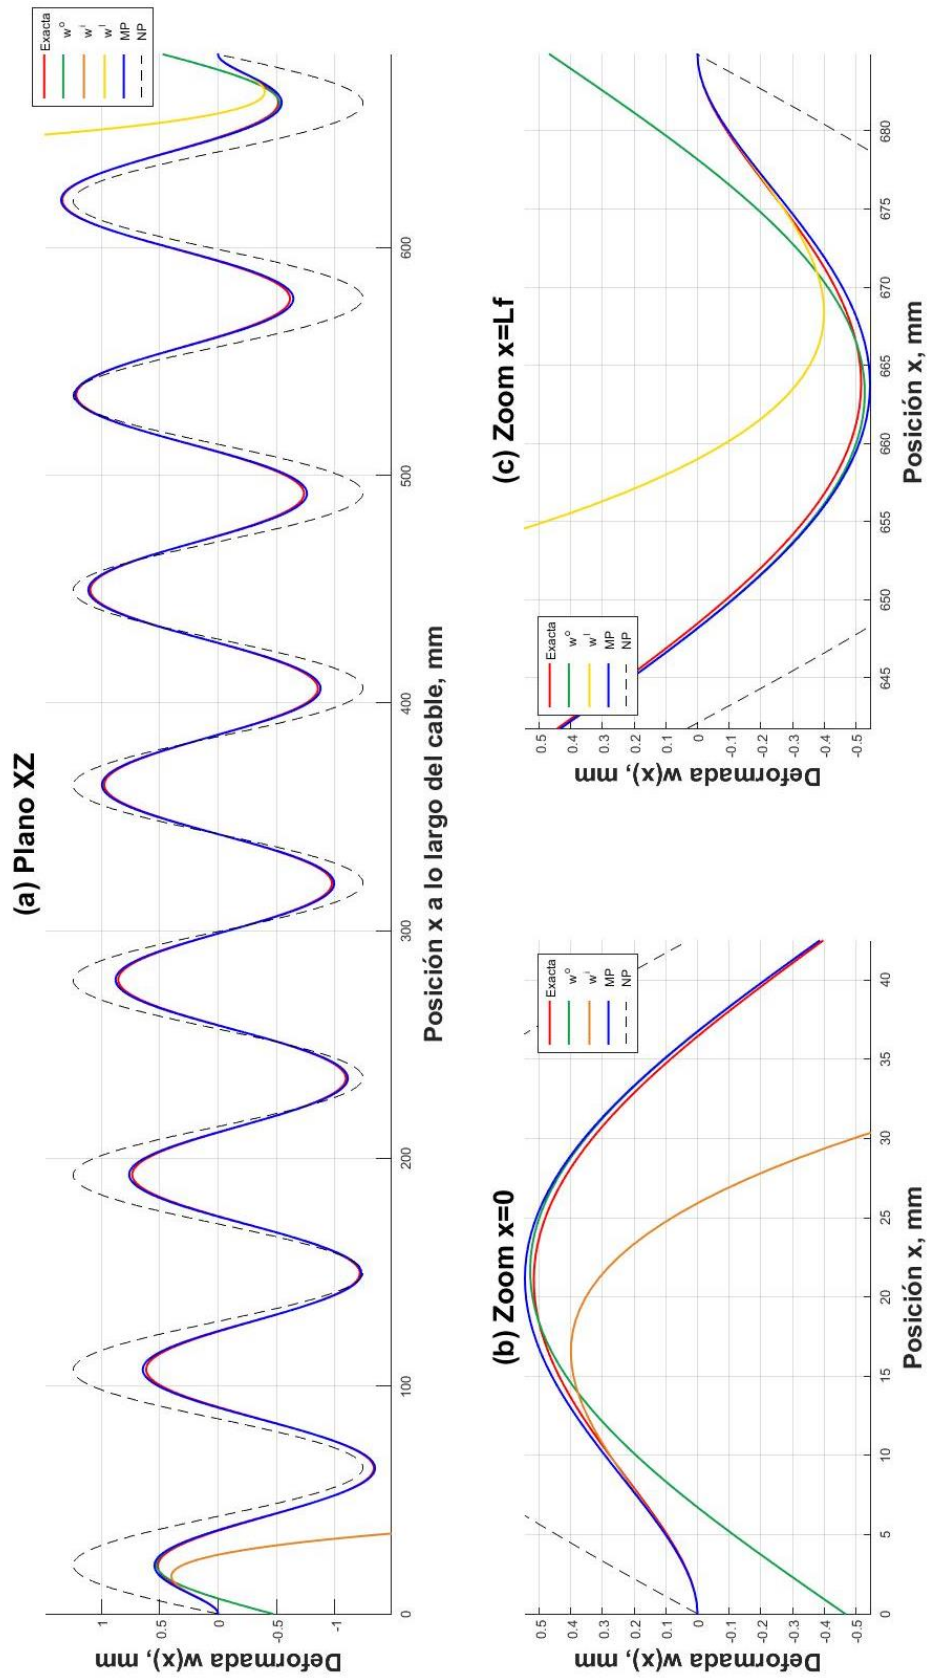 (a) Plano XZ
Exacta
w^o
w^i
w^l
MP
NP
Deformada w(x), mm
1
0.5
0
-0.5
-1
0
100
200
300
400
500
600
Posición x a lo largo del cable, mm
(b) Zoom x=0
Exacta
w^o
w^i
MP
NP
Deformada w(x), mm
0.5
0.4
0.3
0.2
0.1
0
-0.1
-0.2
-0.3
-0.4
-0.5
0
5
10
15
20
25
30
35
40
Posición x, mm
(c) Zoom x=Lf
Exacta
w^o
w^l
MP
NP
Deformada w(x), mm
0.5
0.4
0.3
0.2
0.1
0
-0.1
-0.2
-0.3
-0.4
-0.5
645
650
655
660
665
670
675
680
Posición x, mm